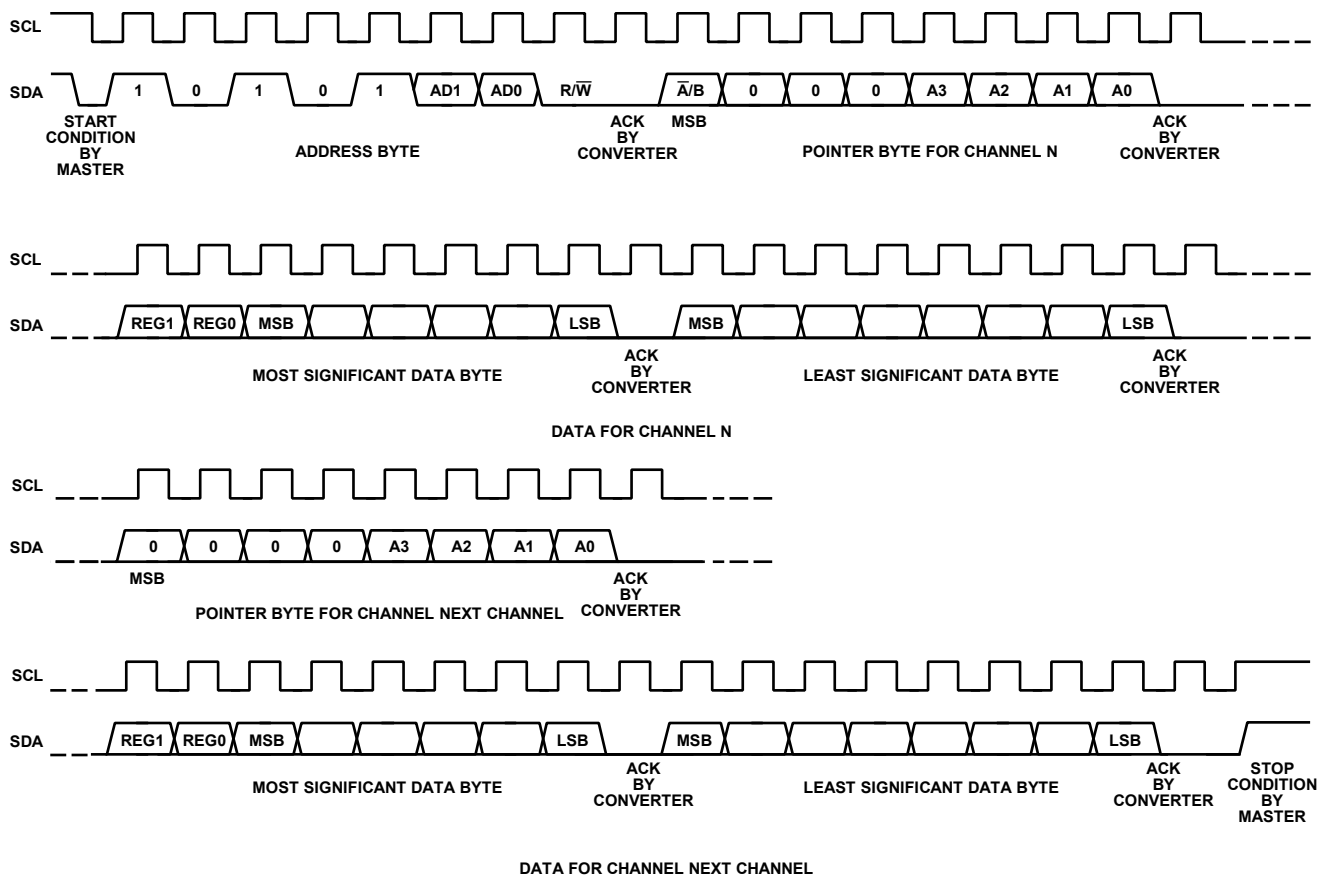 SCL
SDA 1 0 1 0 1 AD1 AD0 R/W̅ A̅/B 0 0 0 A3 A2 A1 A0
START CONDITION BY MASTER
ADDRESS BYTE
ACK BY CONVERTER
MSB
POINTER BYTE FOR CHANNEL N
ACK BY CONVERTER
SCL
SDA REG1 REG0 MSB LSB MSB LSB
MOST SIGNIFICANT DATA BYTE
ACK BY CONVERTER
LEAST SIGNIFICANT DATA BYTE
ACK BY CONVERTER
DATA FOR CHANNEL N
SCL
SDA 0 0 0 0 A3 A2 A1 A0
MSB
POINTER BYTE FOR CHANNEL NEXT CHANNEL
ACK BY CONVERTER
SCL
SDA REG1 REG0 MSB LSB MSB LSB
MOST SIGNIFICANT DATA BYTE
ACK BY CONVERTER
LEAST SIGNIFICANT DATA BYTE
ACK BY CONVERTER
STOP CONDITION BY MASTER
DATA FOR CHANNEL NEXT CHANNEL